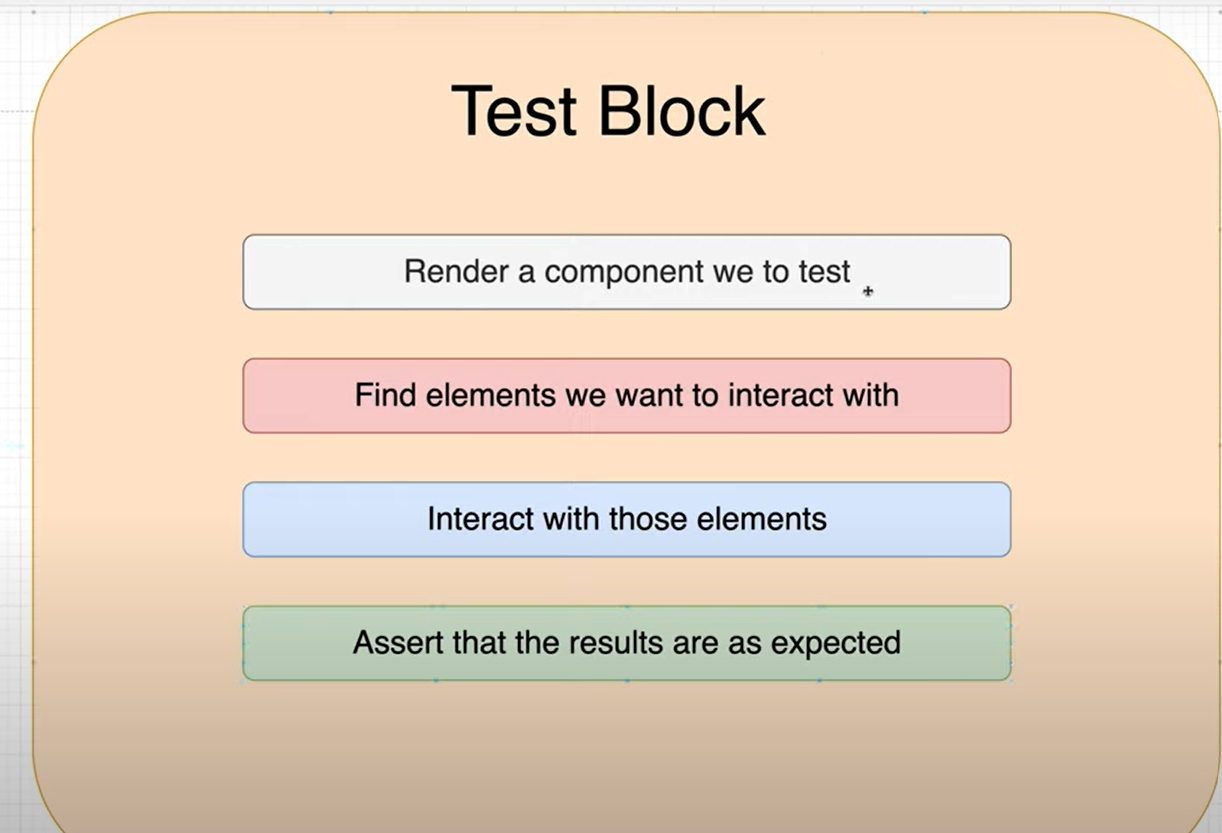 Test Block
Render a component we to test
Find elements we want to interact with
Interact with those elements
Assert that the results are as expected